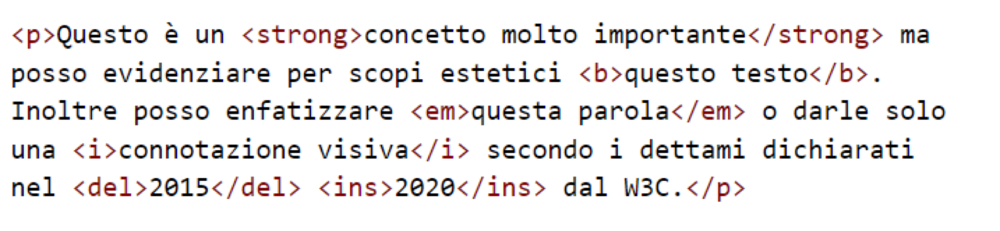 <p>Questo è un <strong>concetto molto importante</strong> ma
posso evidenziare per scopi estetici <b>questo testo</b>.
Inoltre posso enfatizzare <em>questa parola</em> o darle solo
una <i>connotazione visiva</i> secondo i dettami dichiarati
nel <del>2015</del> <ins>2020</ins> dal W3C.</p>